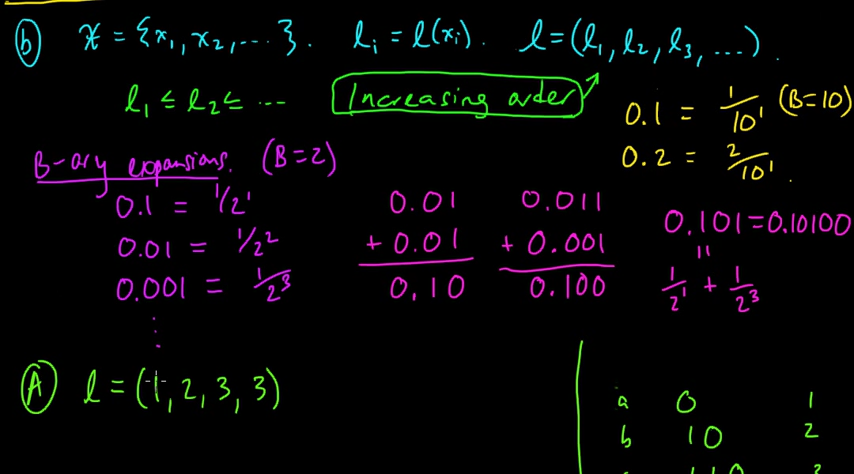 (b) 𝒳 = {x₁, x₂, ...}. lᵢ = l(xᵢ). l = (l₁, l₂, l₃, ...).
l₁ ≤ l₂ ≤ ... Increasing order
0.1 = 1/10¹ (B=10)
0.2 = 2/10¹.
B-ary expansions. (B=2)
0.1 = 1/2¹
0.01 = 1/2²
0.001 = 1/2³
⋮
0.01
+ 0.01
0.10
0.011
+ 0.001
0.100
0.101 = 0.10100
॥
1/2¹ + 1/2³
(A) l = (1, 2, 3, 3)
a 0 1
b 10 2